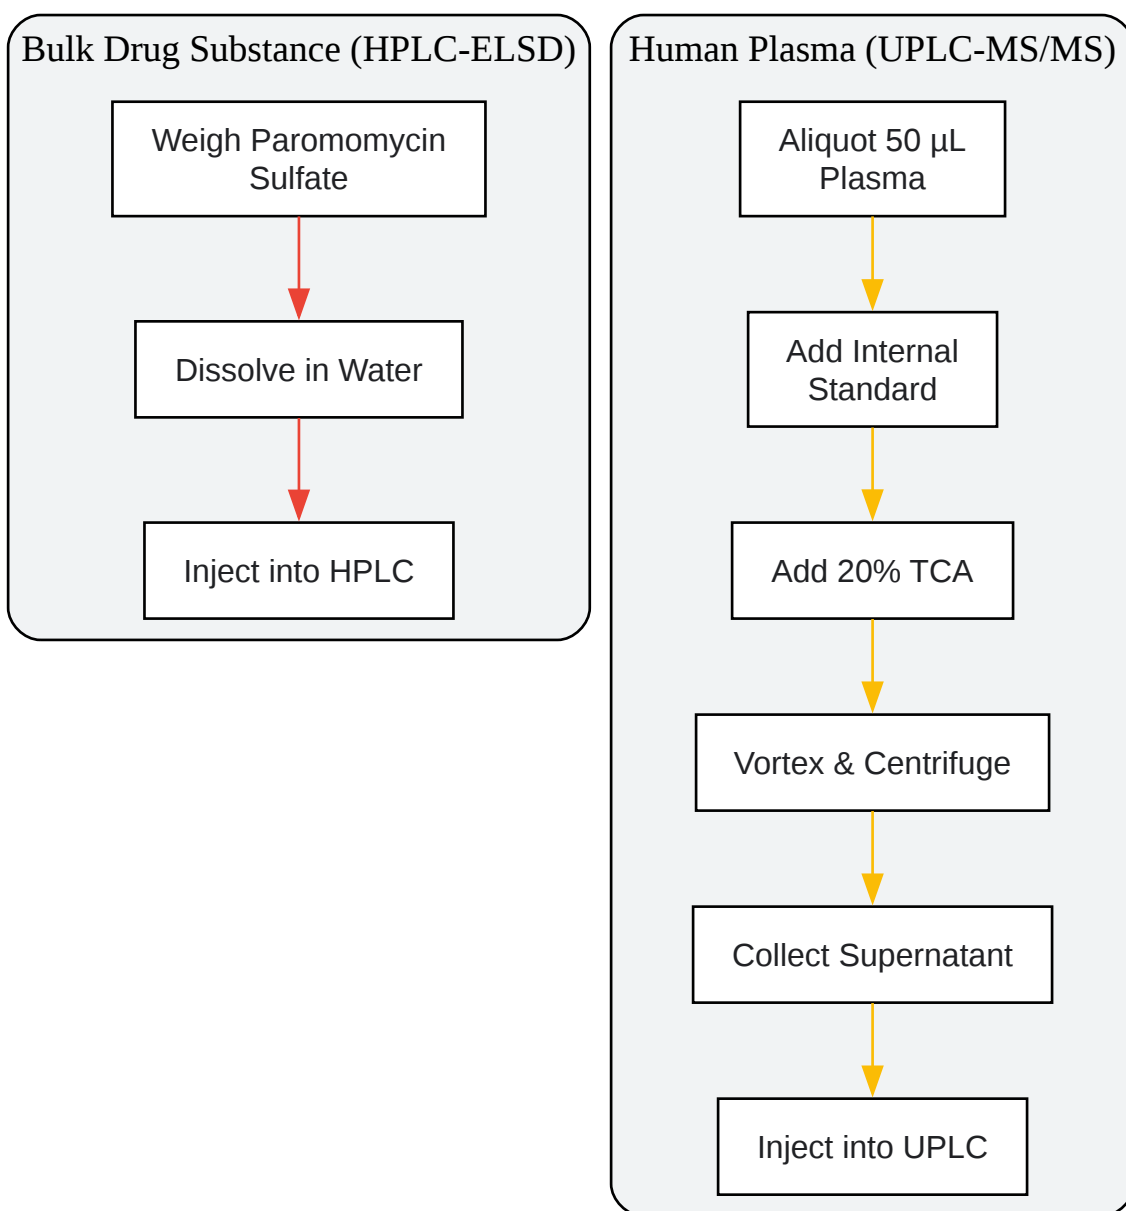 Bulk Drug Substance (HPLC-ELSD)
Weigh Paromomycin
Sulfate
Dissolve in Water
Inject into HPLC
Human Plasma (UPLC-MS/MS)
Aliquot 50 µL
Plasma
Add Internal
Standard
Add 20% TCA
Vortex & Centrifuge
Collect Supernatant
Inject into UPLC